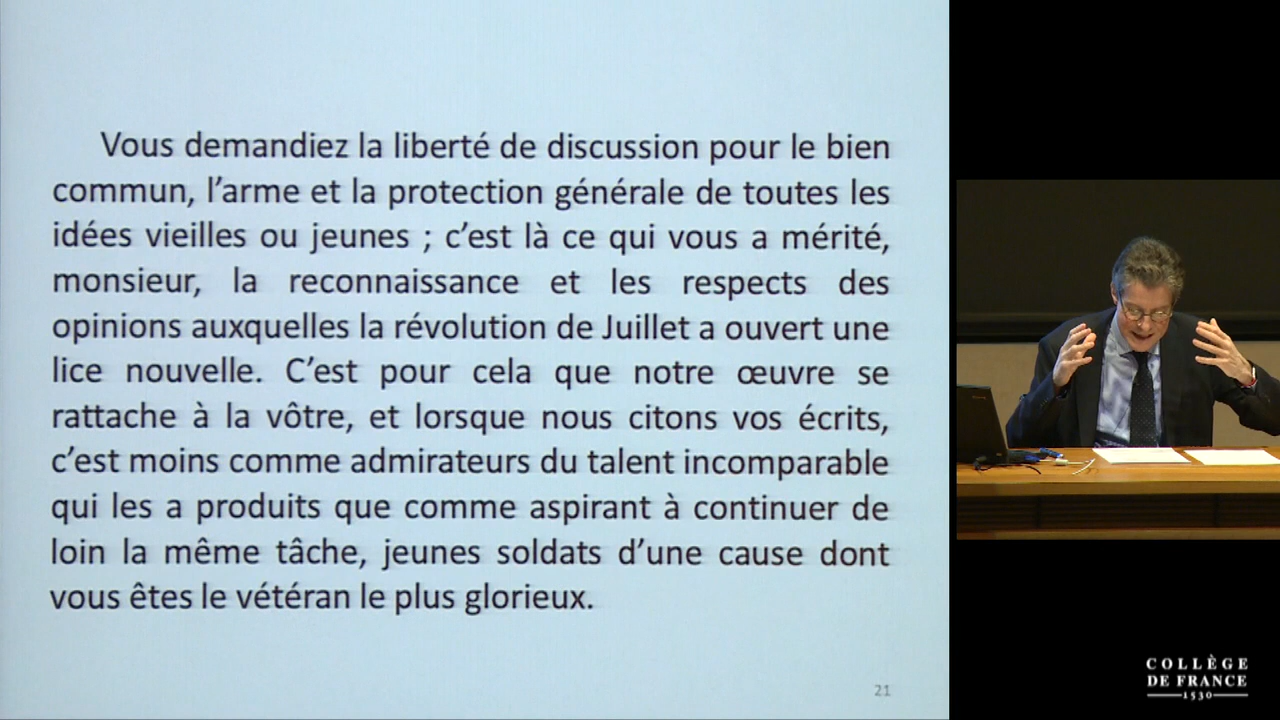 Vous demandiez la liberté de discussion pour le bien
commun, l’arme et la protection générale de toutes les
idées vieilles ou jeunes ; c’est là ce qui vous a mérité,
monsieur, la reconnaissance et les respects des
opinions auxquelles la révolution de Juillet a ouvert une
lice nouvelle. C’est pour cela que notre œuvre se
rattache à la vôtre, et lorsque nous citons vos écrits,
c’est moins comme admirateurs du talent incomparable
qui les a produits que comme aspirant à continuer de
loin la même tâche, jeunes soldats d’une cause dont
vous êtes le vétéran le plus glorieux.
21
COLLÈGE
DE FRANCE
1530